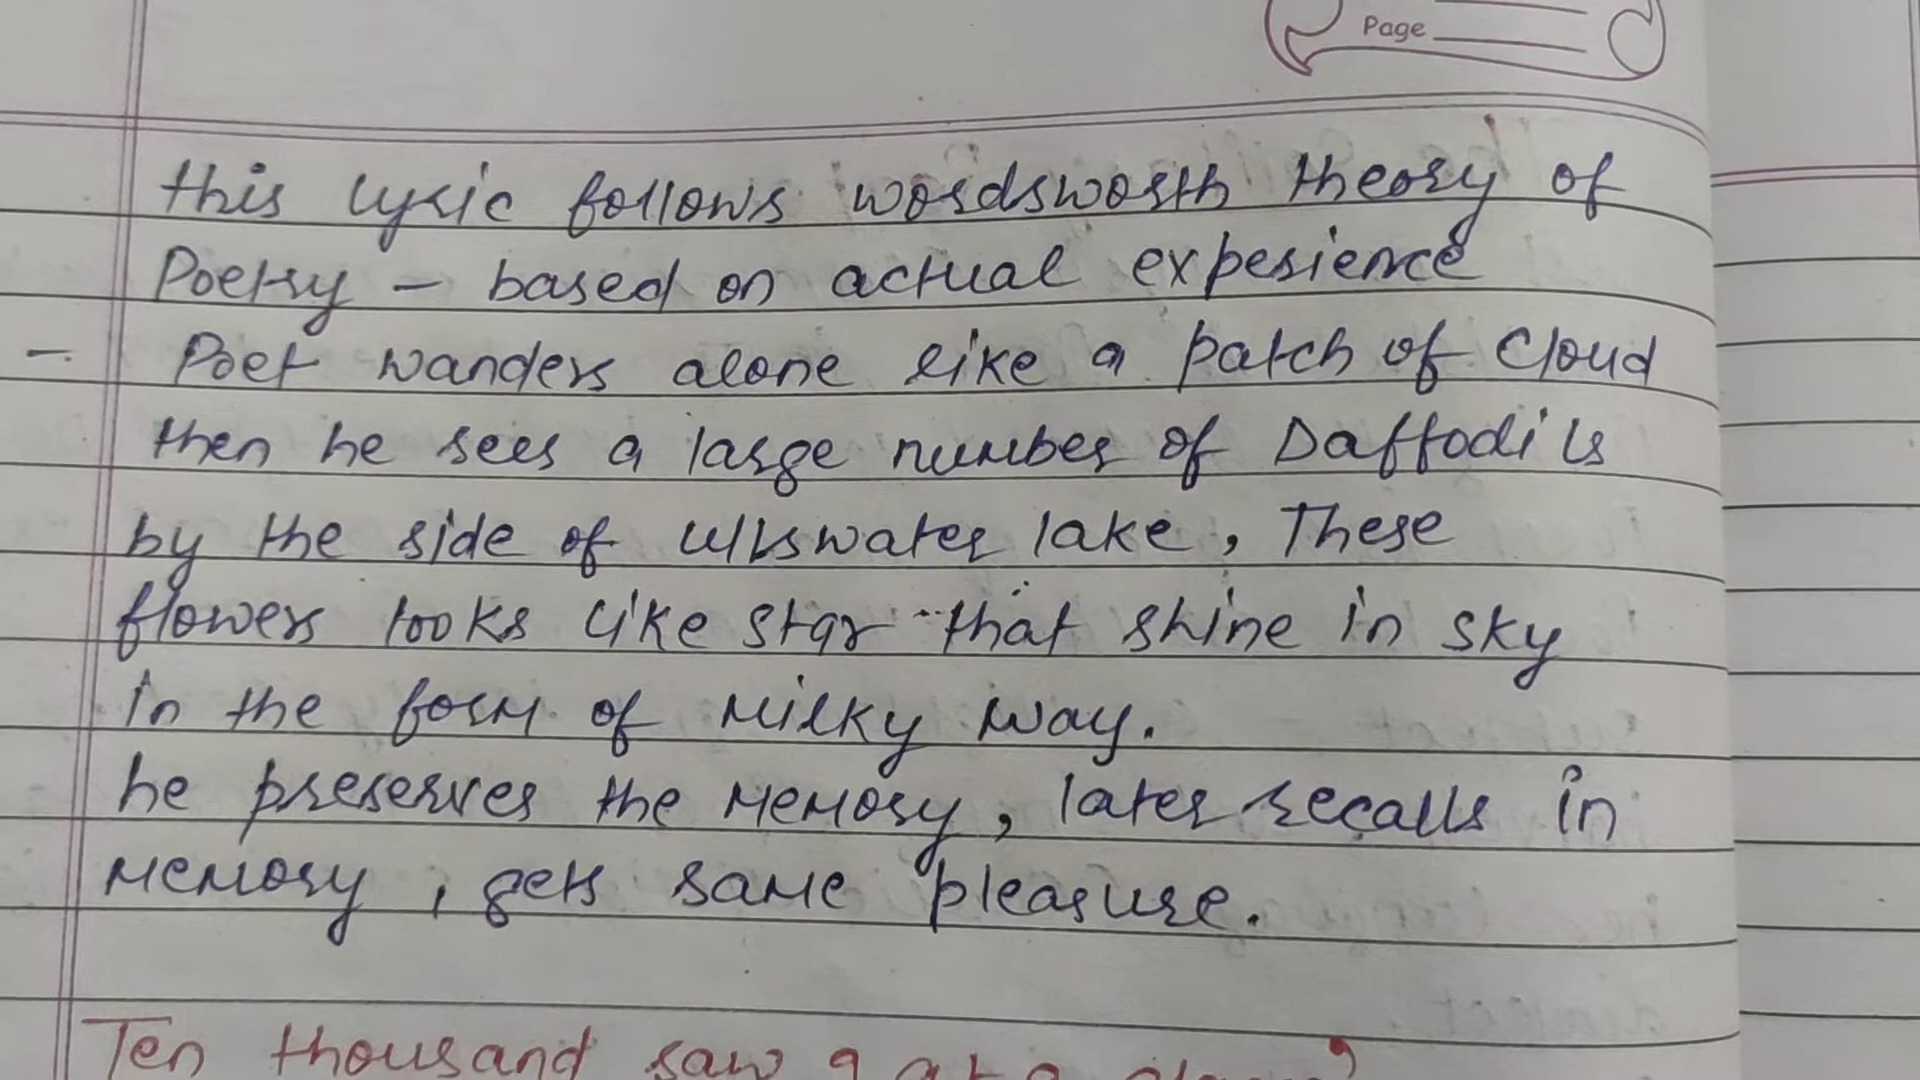 Page
this lyric follows wordsworth theory of
Poetry – based on actual experience
– Poet wanders alone like a patch of Cloud
then he sees a large number of Daffodils
by the side of Ullswater lake, These
flowers looks like star that shine in sky
in the form of milky way.
he preserves the memory, later recalls in
memory, gets same pleasure.
Ten thousand saw I at a glance